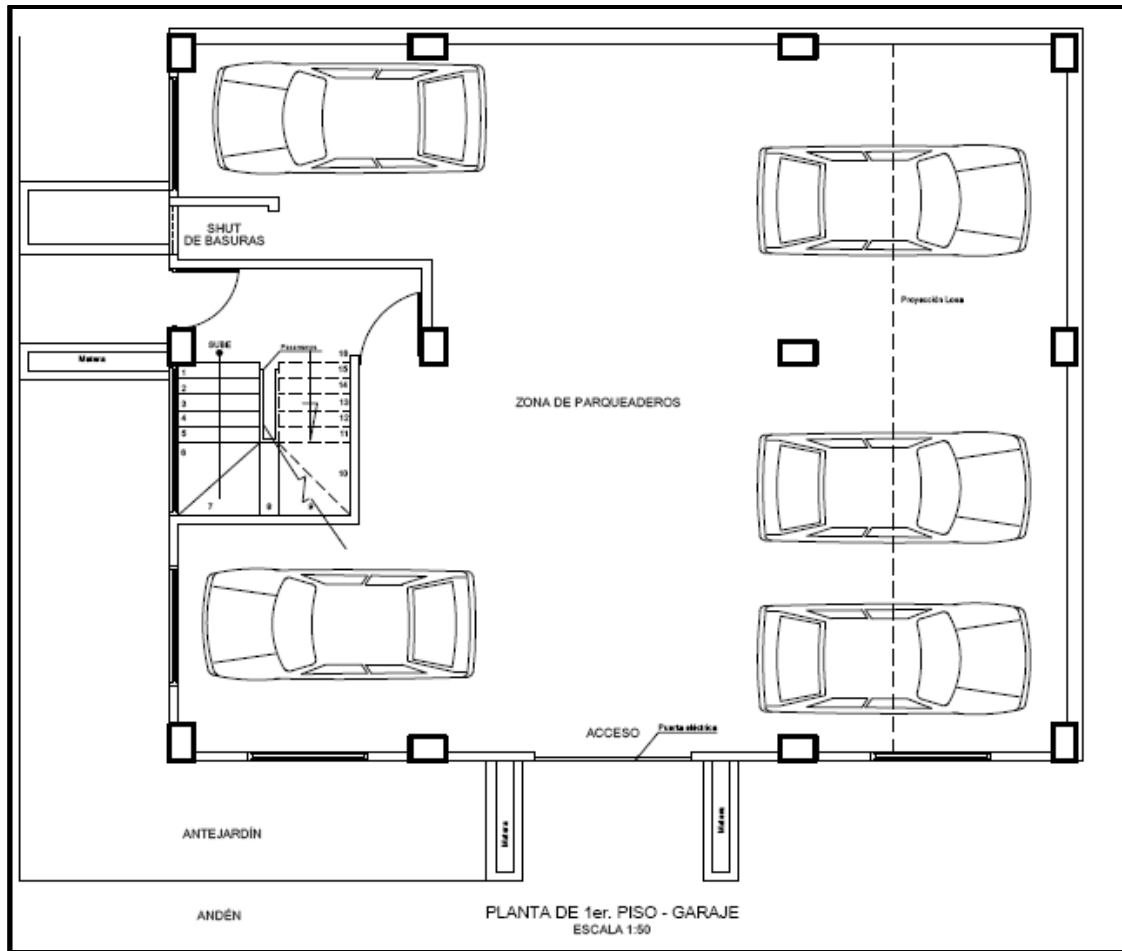 SHUT
DE BASURAS
Proyección Losa
Matera
SUBE
Pasamanos
1
2
3
4
5
6
7
8
9
10
11
12
13
14
15
16
ZONA DE PARQUEADEROS
ACCESO
Puerta eléctrica
Matera
Matera
ANTEJARDÍN
ANDÉN
PLANTA DE 1er. PISO - GARAJE
ESCALA 1:50